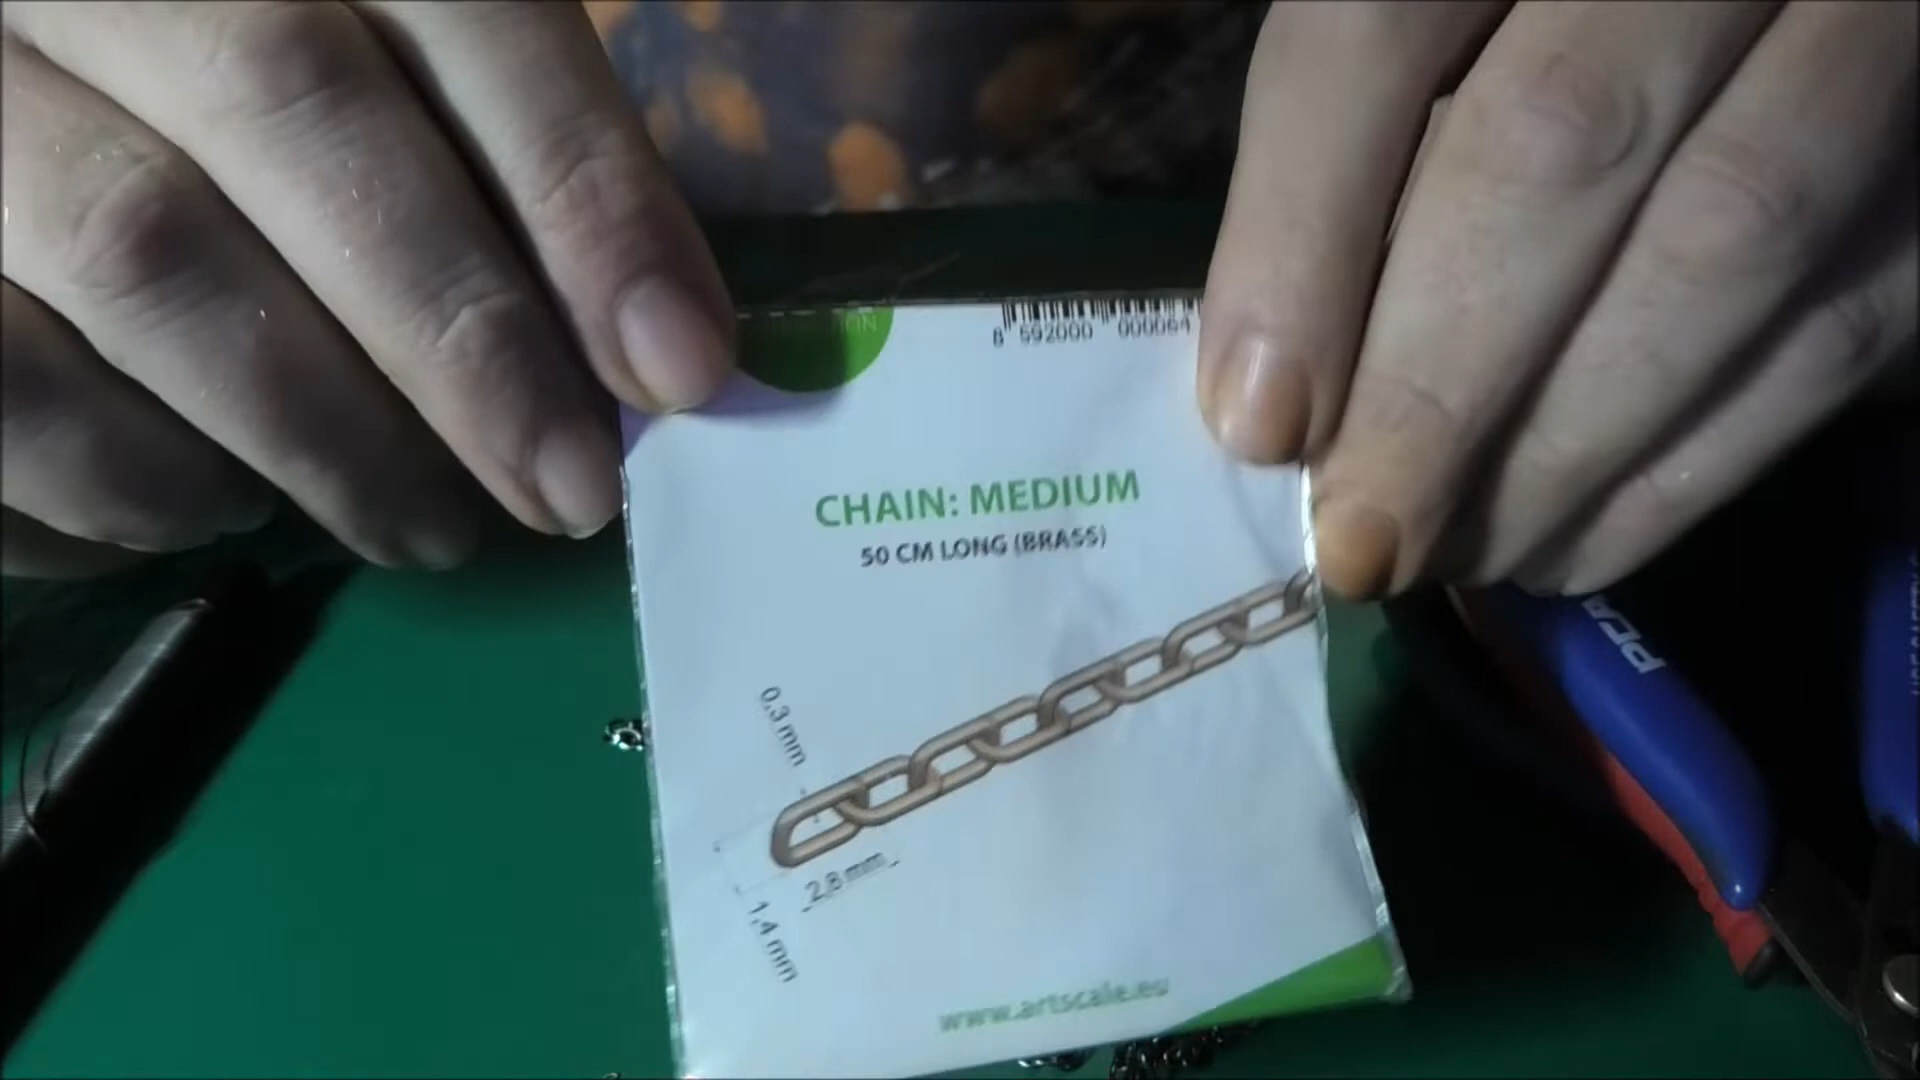 8 592000 000064
CHAIN: MEDIUM
50 CM LONG (BRASS)
0,3 mm
2,8 mm
1,4 mm
www.artscale.eu